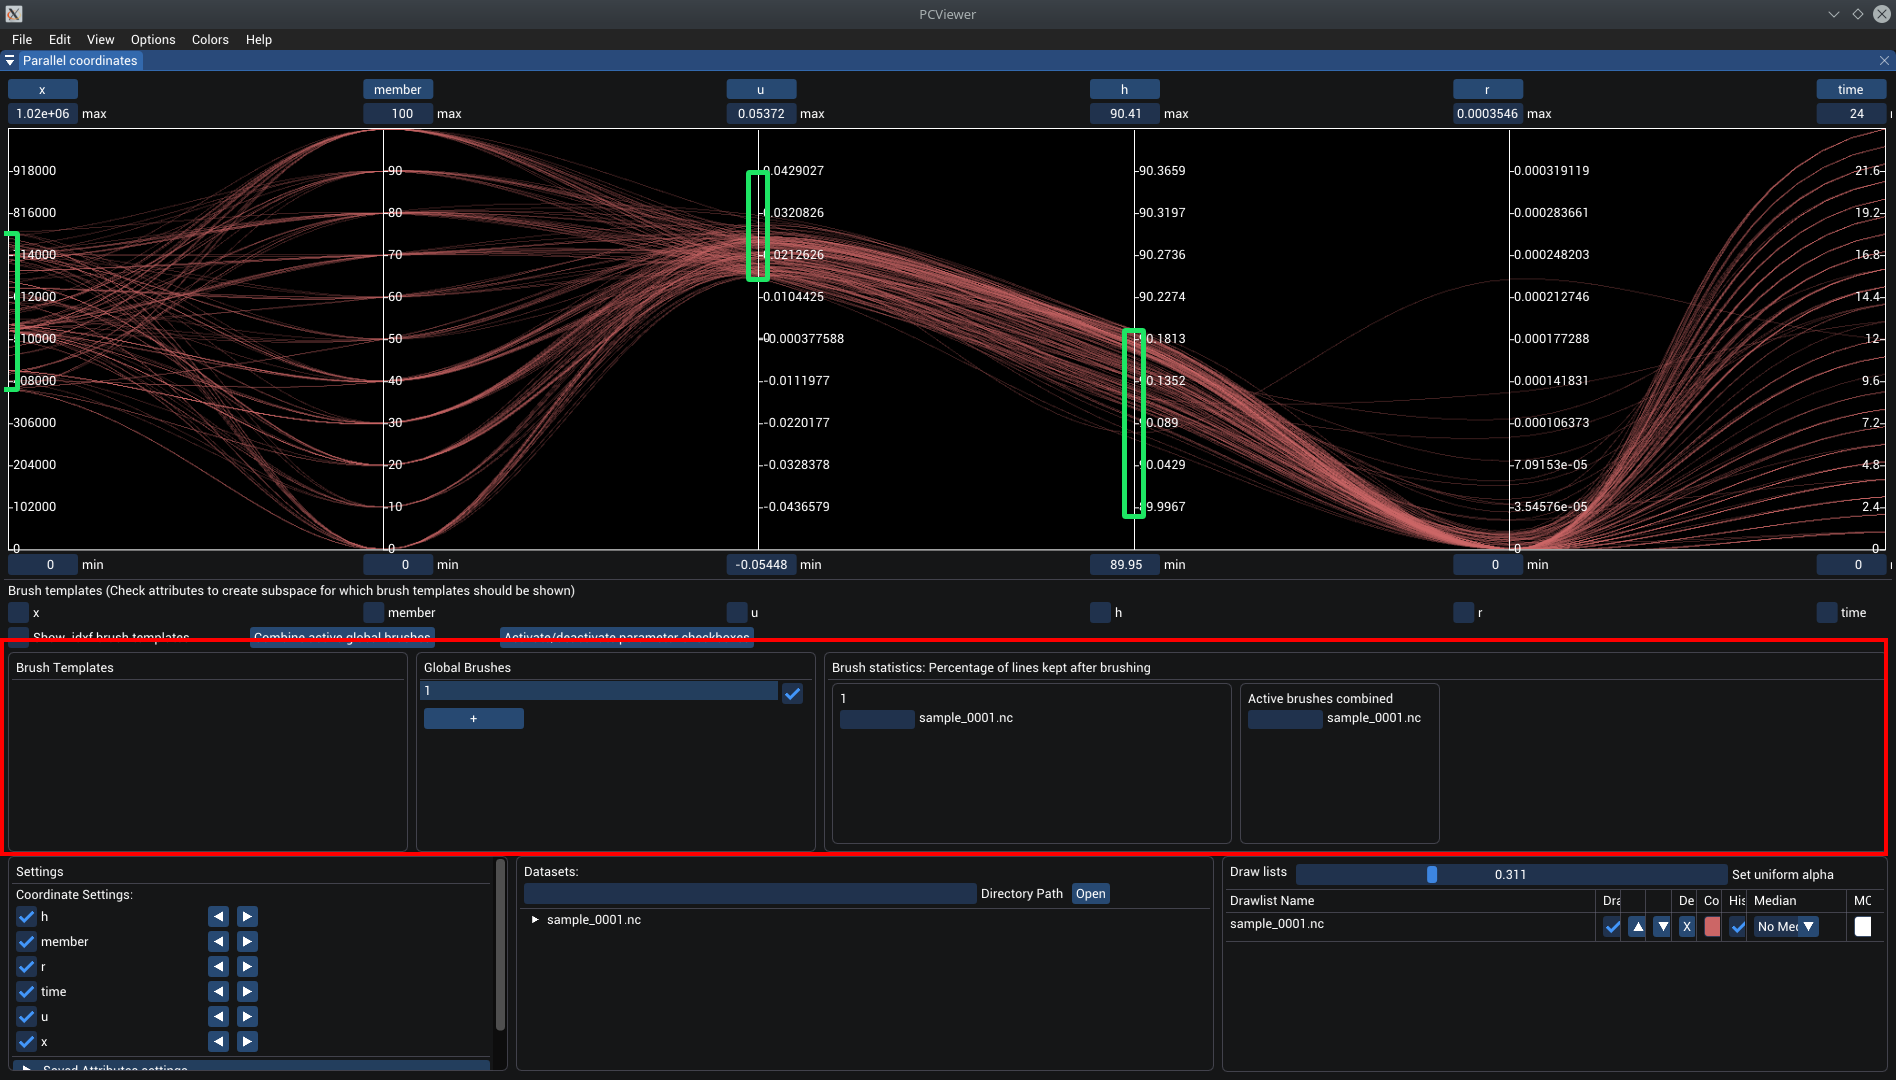 PCViewer
File Edit View Options Colors Help
Parallel coordinates
x member u h r time
1.02e+06 max 100 max 0.05372 max 90.41 max 0.0003546 max 24
918000 90 0.0429027 90.3659 0.000319119 21.6
816000 80 0.0320826 90.3197 0.000283661 19.2
14000 70 0.0212626 90.2736 0.000248203 16.8
12000 60 0.0104425 90.2274 0.000212746 14.4
10000 50 -0.000377588 90.1813 0.000177288 12
08000 40 -0.0111977 90.1352 0.000141831 9.6
306000 30 -0.0220177 90.089 0.000106373 7.2
204000 20 -0.0328378 90.0429 7.09153e-05 4.8
102000 10 -0.0436579 89.9967 3.54576e-05 2.4
0 0 0 0
0 min 0 min -0.05448 min 89.95 min 0 min 0
Brush templates (Check attributes to create subspace for which brush templates should be shown)
x member u h r time
Show .idxf brush templates Combine active global brushes Activate/deactivate parameter checkboxes
Brush Templates Global Brushes Brush statistics: Percentage of lines kept after brushing
1 1 Active brushes combined
+ sample_0001.nc sample_0001.nc
Settings Datasets: Draw lists 0.311 Set uniform alpha
Coordinate Settings: Directory Path Open Drawlist Name Dra De Co His Median MC
h sample_0001.nc sample_0001.nc X No Med
member
r
time
u
x
Saved Attributes settings